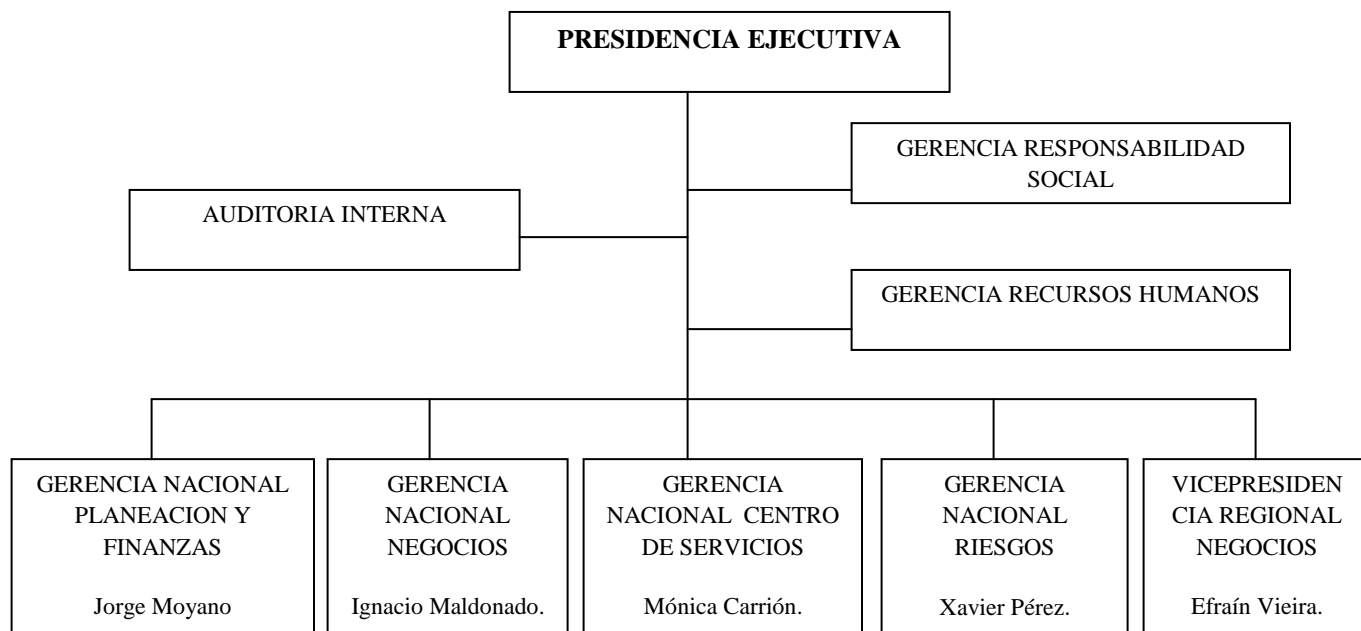 PRESIDENCIA EJECUTIVA
GERENCIA RESPONSABILIDAD
SOCIAL
AUDITORIA INTERNA
GERENCIA RECURSOS HUMANOS
GERENCIA NACIONAL
PLANEACION Y
FINANZAS
Jorge Moyano
GERENCIA
NACIONAL
NEGOCIOS
Ignacio Maldonado.
GERENCIA
NACIONAL CENTRO
DE SERVICIOS
Mónica Carrión.
GERENCIA
NACIONAL
RIESGOS
Xavier Pérez.
VICEPRESIDEN
CIA REGIONAL
NEGOCIOS
Efraín Vieira.